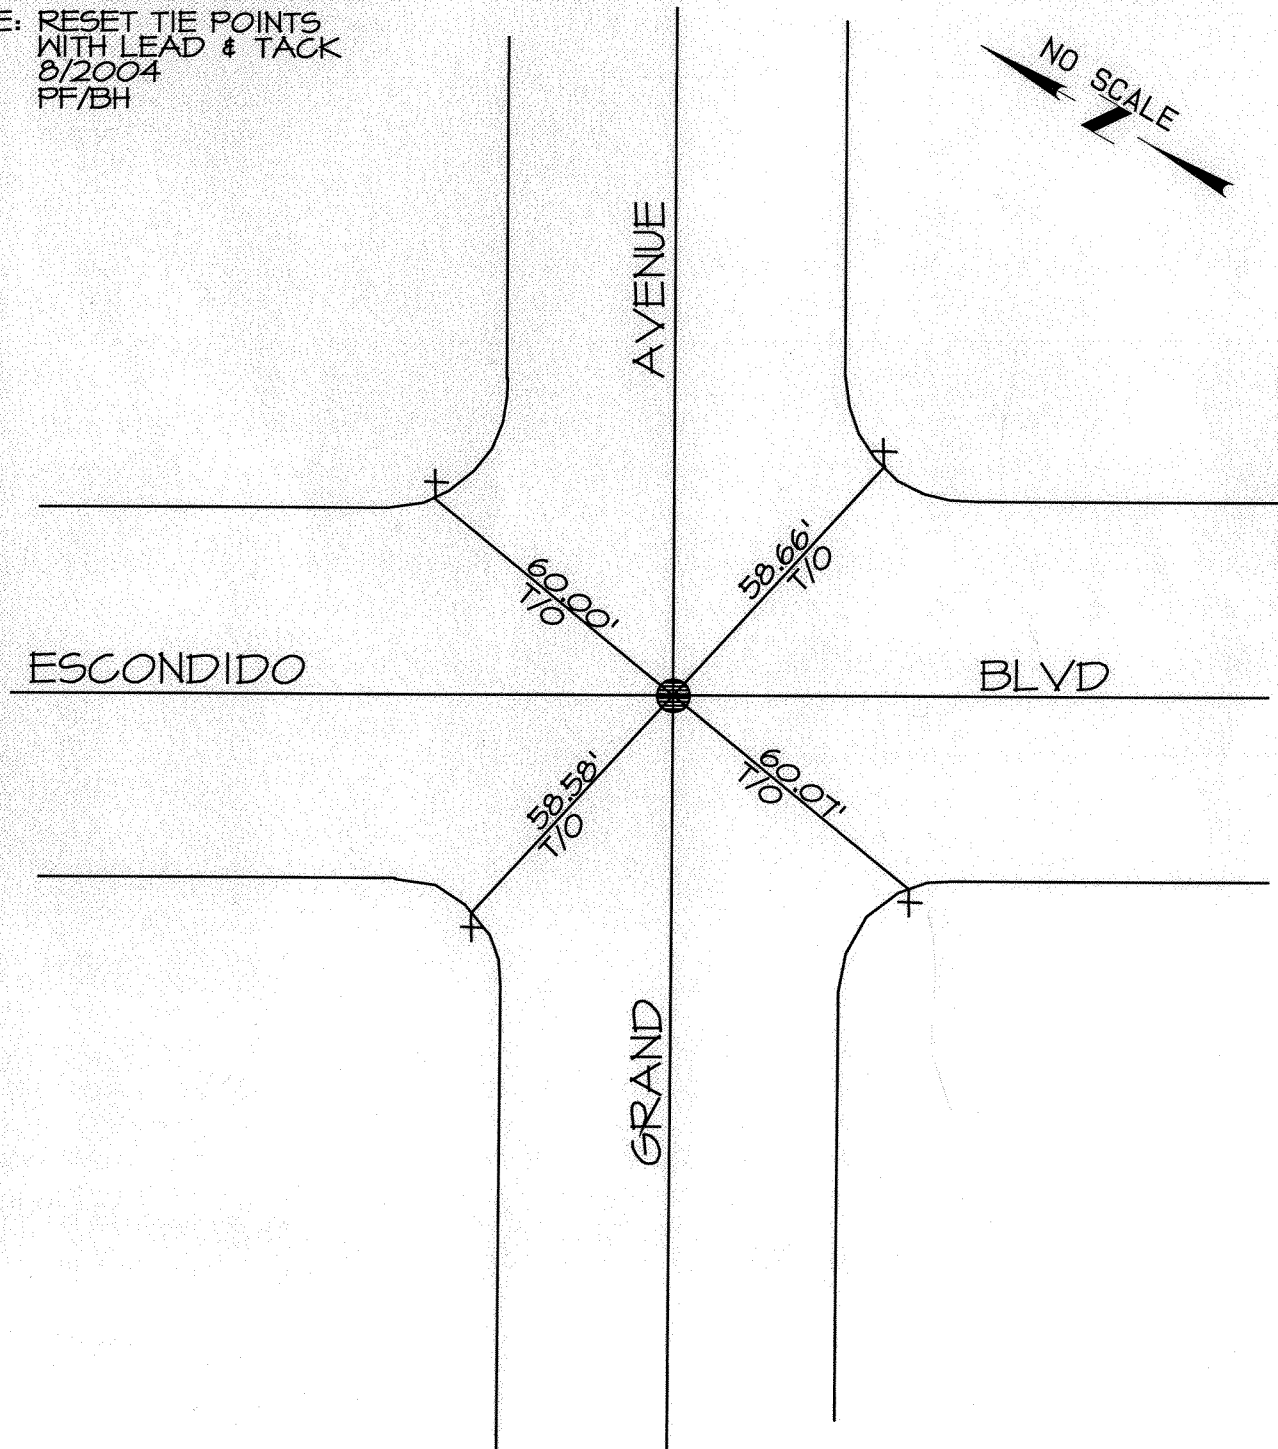 E: RESET TIE POINTS
WITH LEAD & TACK
8/2004
PF/BH
NO SCALE
Z
AVENUE
60.00'
T/O
58.66'
T/O
ESCONDIDO
BLVD
58.58'
T/O
60.07'
T/O
GRAND